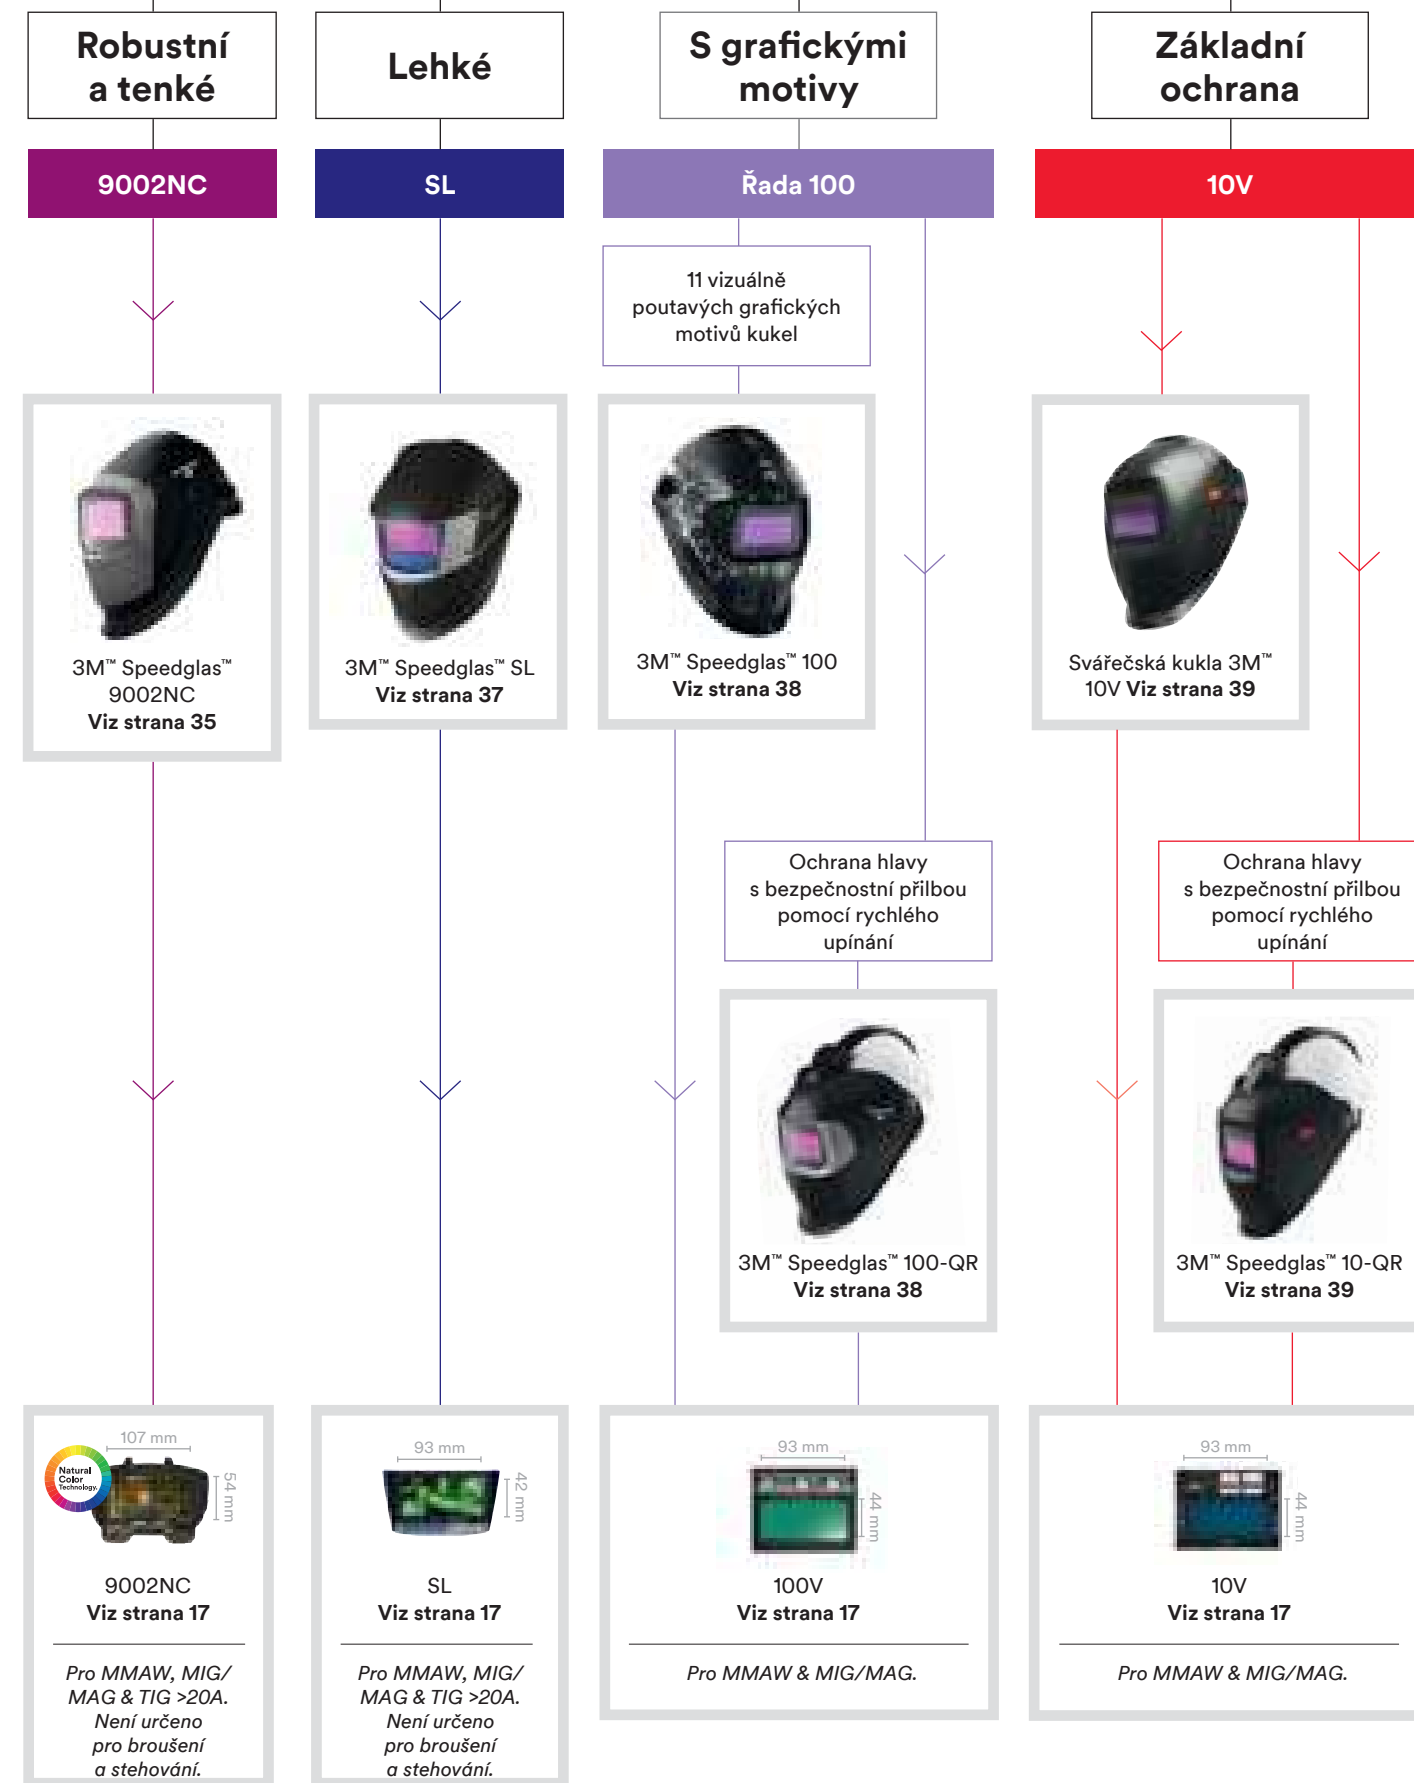 Robustní
a tenké
Lehké
S grafickými
motivy
Základní
ochrana
9002NC
SL
Řada 100
10V
11 vizuálně
poutavých grafických
motivů kukel
3M™ Speedglas™
9002NC
Viz strana 35
3M™ Speedglas™ SL
Viz strana 37
3M™ Speedglas™ 100
Viz strana 38
Svářečská kukla 3M™
10V Viz strana 39
Ochrana hlavy
s bezpečnostní přilbou
pomocí rychlého
upínání
Ochrana hlavy
s bezpečnostní přilbou
pomocí rychlého
upínání
3M™ Speedglas™ 100-QR
Viz strana 38
3M™ Speedglas™ 10-QR
Viz strana 39
107 mm
54 mm
Natural
Color
Technology.
9002NC
Viz strana 17
Pro MMAW, MIG/
MAG & TIG >20A.
Není určeno
pro broušení
a stehování.
93 mm
42 mm
SL
Viz strana 17
Pro MMAW, MIG/
MAG & TIG >20A.
Není určeno
pro broušení
a stehování.
93 mm
44 mm
100V
Viz strana 17
Pro MMAW & MIG/MAG.
93 mm
44 mm
10V
Viz strana 17
Pro MMAW & MIG/MAG.